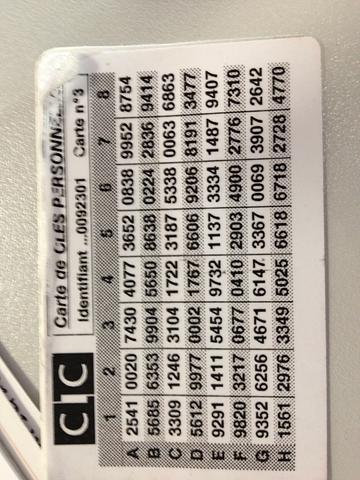 CIC
Carte de CLES PERSONNEL
Identifiant ...0092301 Carte n°3
1 2 3 4 5 6 7 8
A 2541 0020 7430 4077 3652 0838 9952 8754
B 5685 6353 9904 5650 8638 0224 2836 9414
C 3309 1246 3104 1722 3187 5338 0063 6863
D 5612 9977 0002 1767 6606 9206 8191 3477
E 9291 1411 5454 9732 1137 3334 1487 9407
F 9820 3217 0677 0410 2903 4900 2776 7310
G 9352 6256 4671 6147 3367 0069 3907 2642
H 1561 2976 3349 5025 6618 6718 2728 4770